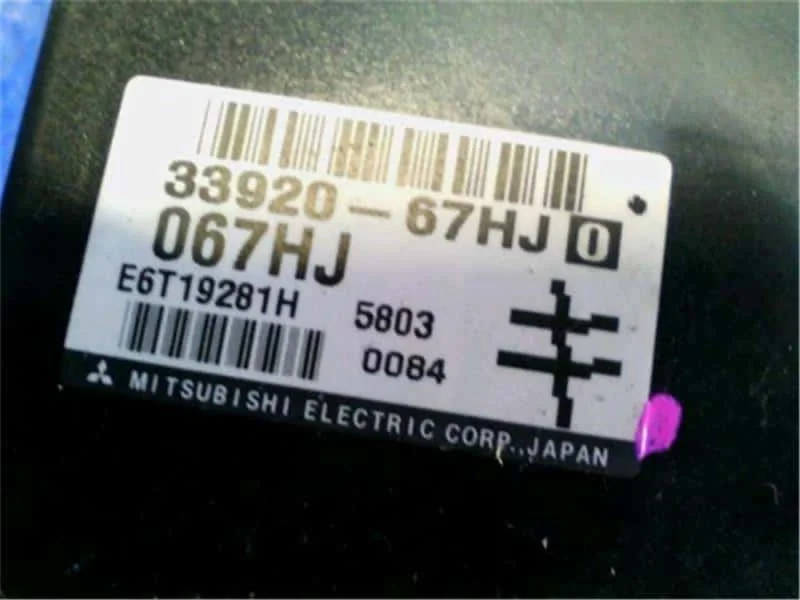 33920-67HJ 0
067HJ
E6T19281H 5803
0084
MITSUBISHI ELECTRIC CORP., JAPAN